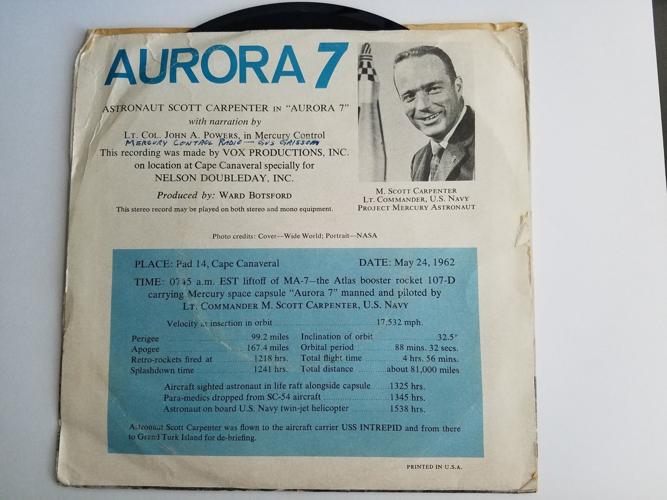 AURORA 7
ASTRONAUT SCOTT CARPENTER IN "AURORA 7"
with narration by
LT. COL. JOHN A. POWERS, in Mercury Control
MERCURY CONTROL RADIO — GUS GRISSOM
This recording was made by VOX PRODUCTIONS, INC.
on location at Cape Canaveral specially for
NELSON DOUBLEDAY, INC.
Produced by: WARD BOTSFORD
This stereo record may be played on both stereo and mono equipment.
M. SCOTT CARPENTER
LT. COMMANDER, U.S. NAVY
PROJECT MERCURY ASTRONAUT
Photo credits: Cover—Wide World; Portrait—NASA
PLACE: Pad 14, Cape Canaveral DATE: May 24, 1962
TIME: 0745 a.m. EST liftoff of MA-7—the Atlas booster rocket 107-D
carrying Mercury space capsule "Aurora 7" manned and piloted by
LT. COMMANDER M. SCOTT CARPENTER, U.S. NAVY
Velocity at insertion in orbit 17,532 mph.
Perigee 99.2 miles Inclination of orbit 32.5°
Apogee 167.4 miles Orbital period 88 mins. 32 secs.
Retro-rockets fired at 1218 hrs. Total flight time 4 hrs. 56 mins.
Splashdown time 1241 hrs. Total distance about 81,000 miles
Aircraft sighted astronaut in life raft alongside capsule 1325 hrs.
Para-medics dropped from SC-54 aircraft 1345 hrs.
Astronaut on board U.S. Navy twin-jet helicopter 1538 hrs.
Astronaut Scott Carpenter was flown to the aircraft carrier USS INTREPID and from there
to Grand Turk Island for de-briefing.
PRINTED IN U.S.A.